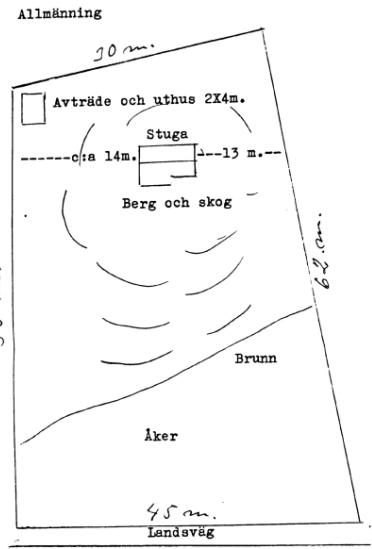 Allmänning
30 m.
Avträde och uthus 2X4m.
Stuga
c:a 14m.
13 m.
Berg och skog
62 m.
Brunn
Åker
45 m.
Landsväg